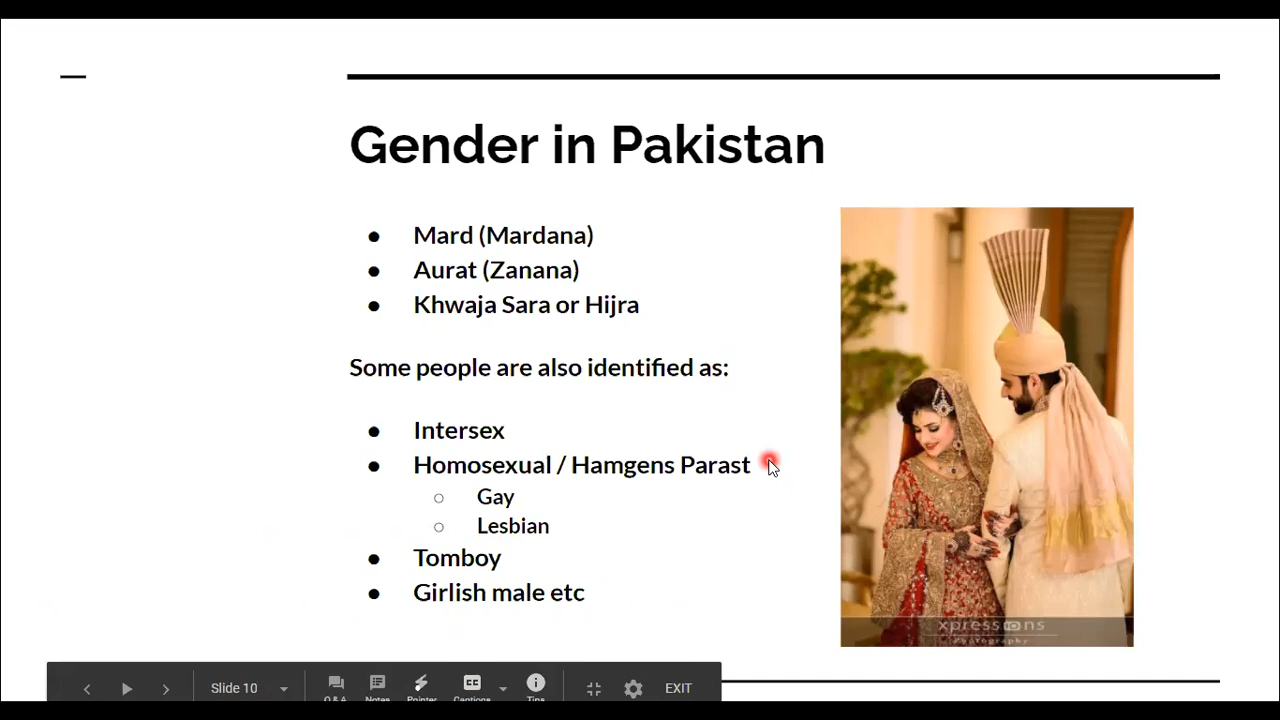 Gender in Pakistan
● Mard (Mardana)
● Aurat (Zanana)
● Khwaja Sara or Hijra
Some people are also identified as:
● Intersex
● Homosexual / Hamgens Parast
○ Gay
○ Lesbian
● Tomboy
● Girlish male etc
xpressions
Photography
Slide 10
Q & A
Notes
Pointer
Captions
Tips
EXIT